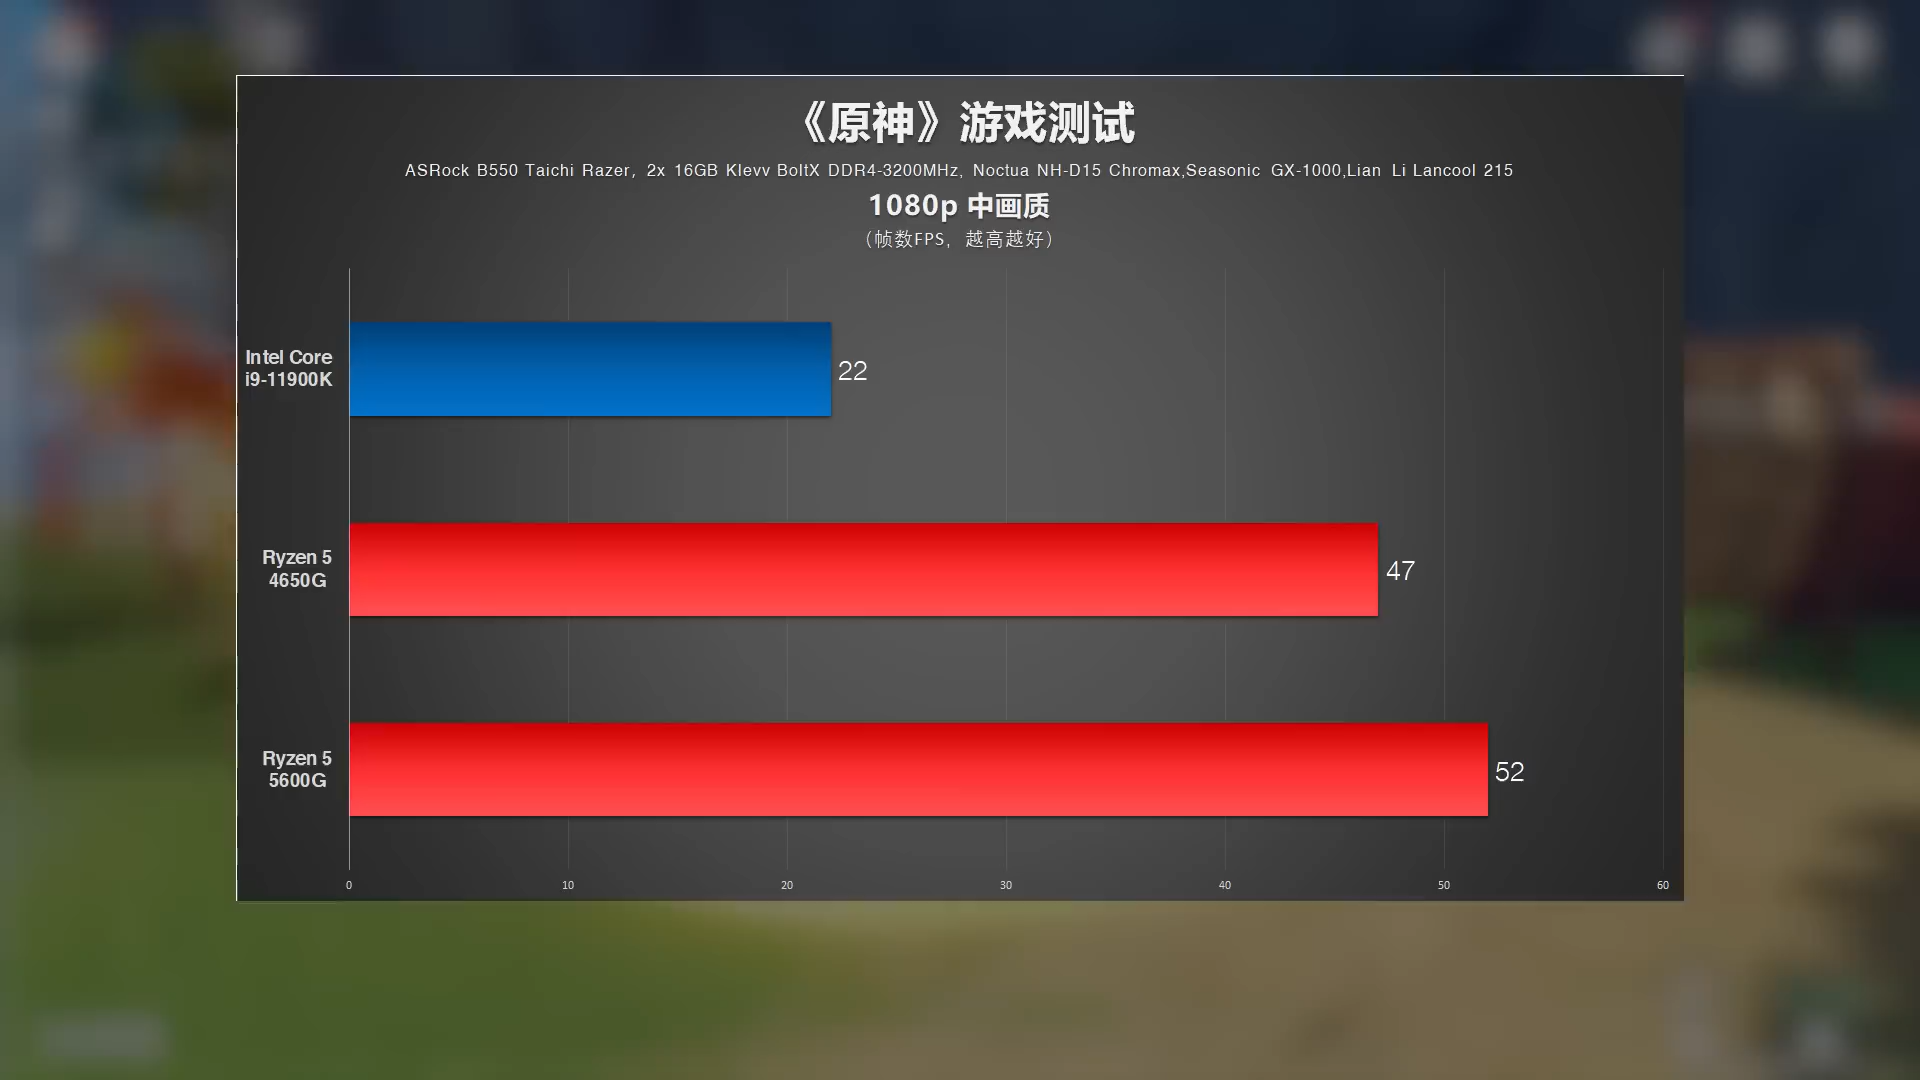 《原神》游戏测试
ASRock B550 Taichi Razer, 2x 16GB Klevv BoltX DDR4-3200MHz, Noctua NH-D15 Chromax,Seasonic GX-1000,Lian Li Lancool 215
1080p 中画质
（帧数FPS，越高越好）
Intel Core
i9-11900K
22
Ryzen 5
4650G
47
Ryzen 5
5600G
52
0 10 20 30 40 50 60